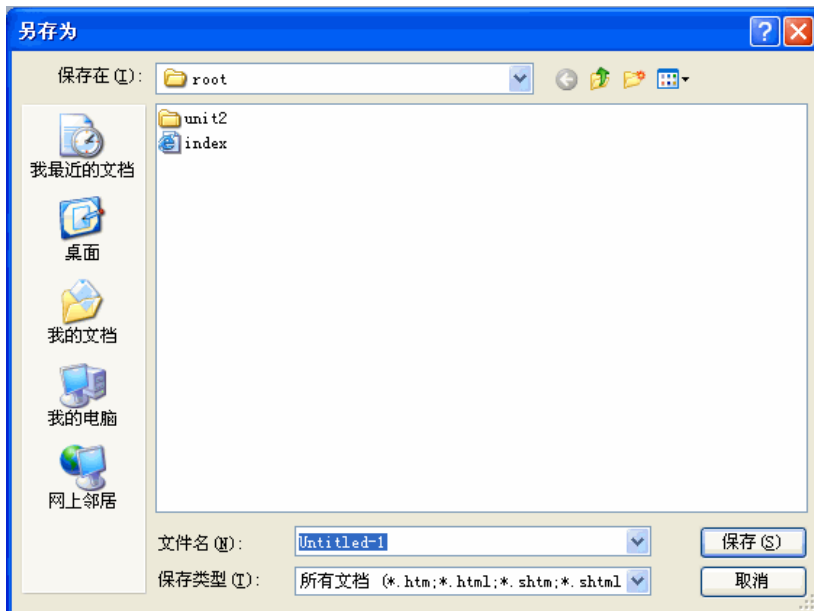 另存为
保存在(I):
root
unit2
index
我最近的文档
桌面
我的文档
我的电脑
网上邻居
文件名(N):
Untitled-1
保存(S)
保存类型(T):
所有文档 (*.htm;*.html;*.shtm;*.shtml
取消